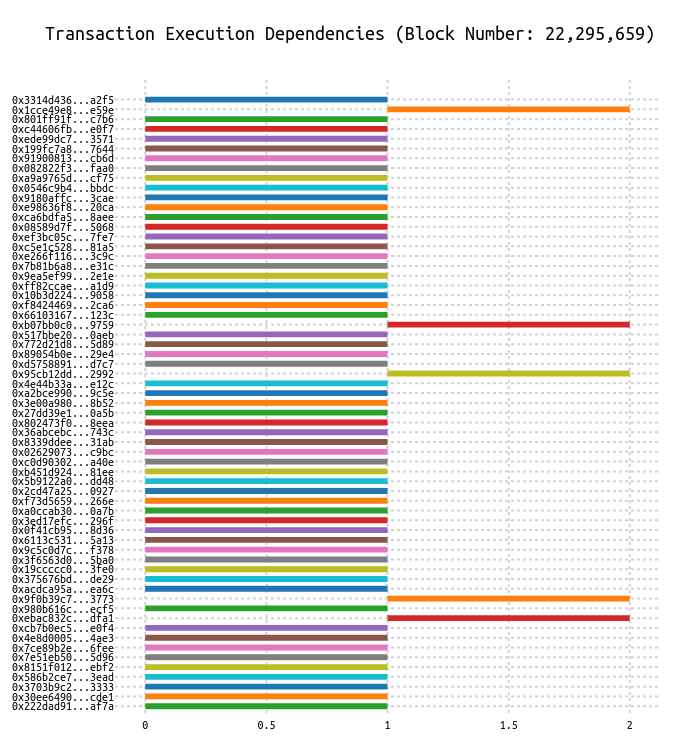 Transaction Execution Dependencies (Block Number: 22,295,659)
0x3314d436...a2f5
0x1cce49e8...e59e
0x801ff91f...c7b6
0xc44606fb...e0f7
0xede99dc7...3571
0x199fc7a8...7644
0x91900813...cb6d
0x082822f3...faa0
0xa9a9765d...cf75
0x0546c9b4...bbdc
0x9180affc...3cae
0xe98636f8...20ca
0xca6bdfa5...8aee
0x08589d7f...5068
0xef3bc05c...7fe7
0xc5e1c528...81a5
0xe266f116...3c9c
0x7b81b6a8...e31c
0x9ea5ef99...2e1e
0xff82ccae...a1d9
0x10b3d224...9058
0xf8424469...2ca6
0x66103167...123c
0xb07bb0c0...9759
0x517bbe20...0aeb
0x772d21d8...5d89
0x89054b0e...29e4
0xd5758891...d7c7
0x95cb12dd...2992
0x4e44b33a...e12c
0xa2bce990...9c5e
0x3e00a980...8b52
0x27dd39e1...0a5b
0x802473f0...8eea
0x36abcebc...743c
0x8339ddee...31ab
0x02629073...c9bc
0xc0d90302...a40e
0xb451d924...81ee
0x5b9122a0...dd48
0x2cd47a25...0927
0xf73d5659...266e
0xa0ccab30...0a7b
0x3ed17efc...296f
0x0f41cb95...8d36
0x6113c531...5a13
0x9c5c0d7c...f378
0x3f6563d0...5ba0
0x19ccccc0...3fe0
0x375676bd...de29
0xacdca95a...ea6c
0x9f0b39c7...3773
0x980b616c...ecf5
0xebac832c...dfa1
0xcb7b0ec5...e0f4
0x4e8d0005...4ae3
0x7ce89b2e...6fee
0x7e51eb50...5d96
0x8151f012...ebf2
0x586b2ce7...3ead
0x3703b9c2...3333
0x30ee6490...cde1
0x222dad91...af7a
0 0.5 1 1.5 2